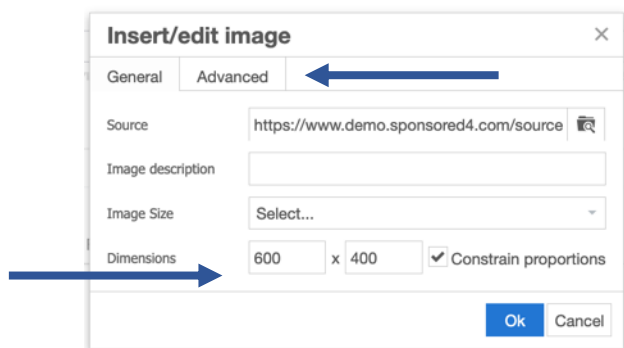 Insert/edit image
General Advanced
Source https://www.demo.sponsored4.com/source
Image description
Image Size Select...
Dimensions 600 x 400 Constrain proportions
Ok Cancel